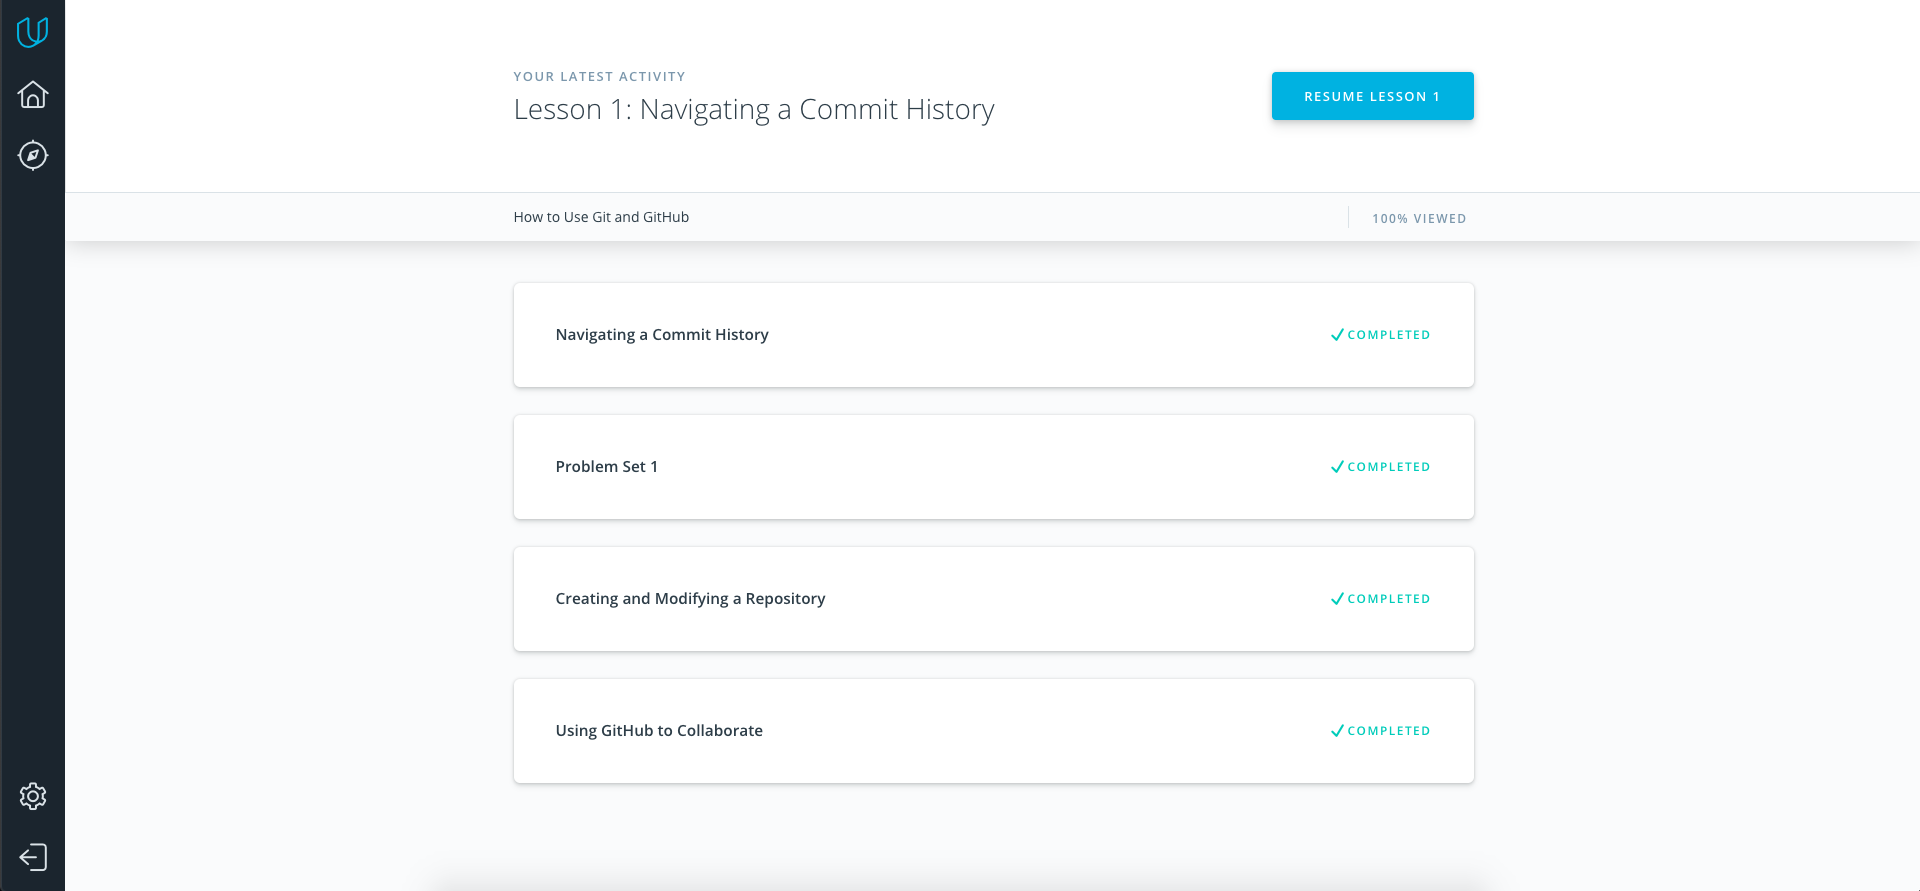 YOUR LATEST ACTIVITY
Lesson 1: Navigating a Commit History
RESUME LESSON 1
How to Use Git and GitHub
100% VIEWED
Navigating a Commit History
COMPLETED
Problem Set 1
COMPLETED
Creating and Modifying a Repository
COMPLETED
Using GitHub to Collaborate
COMPLETED